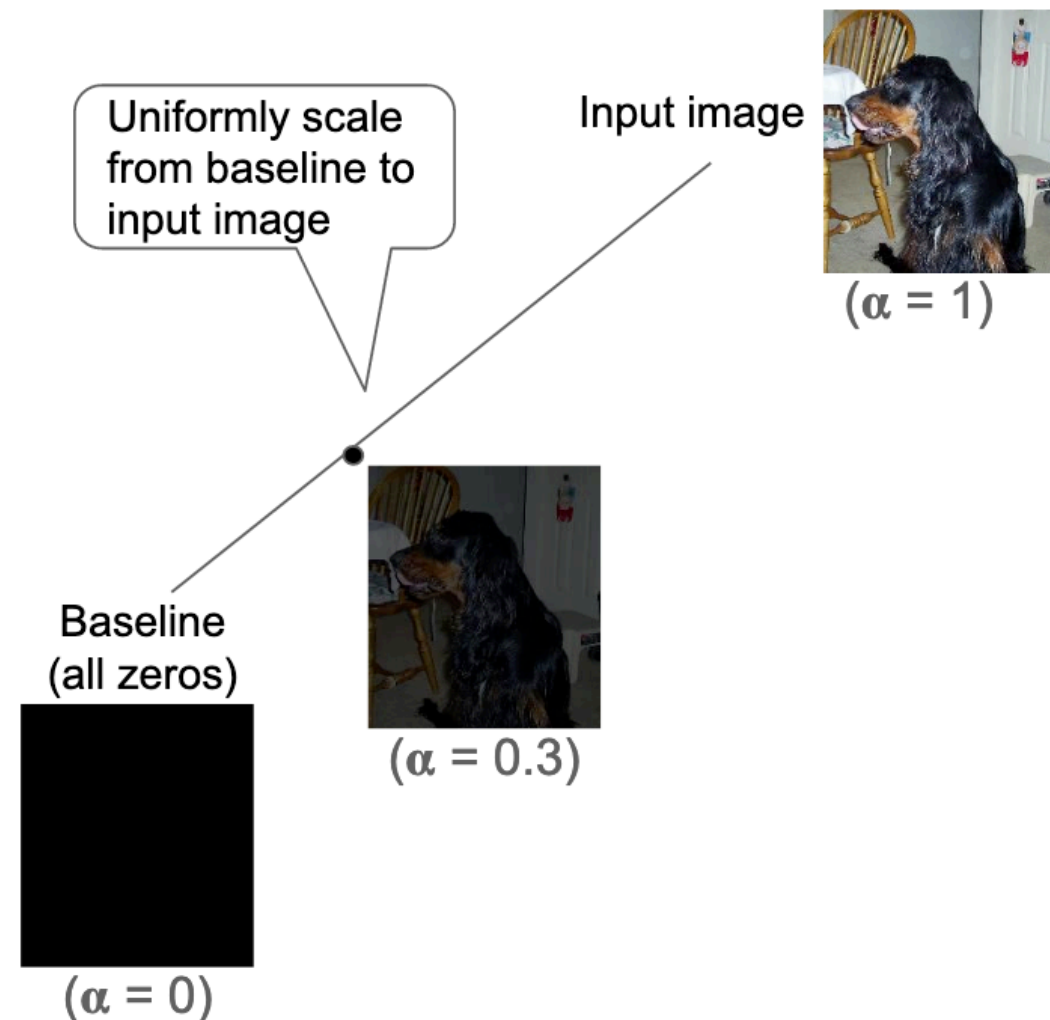 Uniformly scale
from baseline to
input image
Input image
(α = 1)
(α = 0.3)
Baseline
(all zeros)
(α = 0)